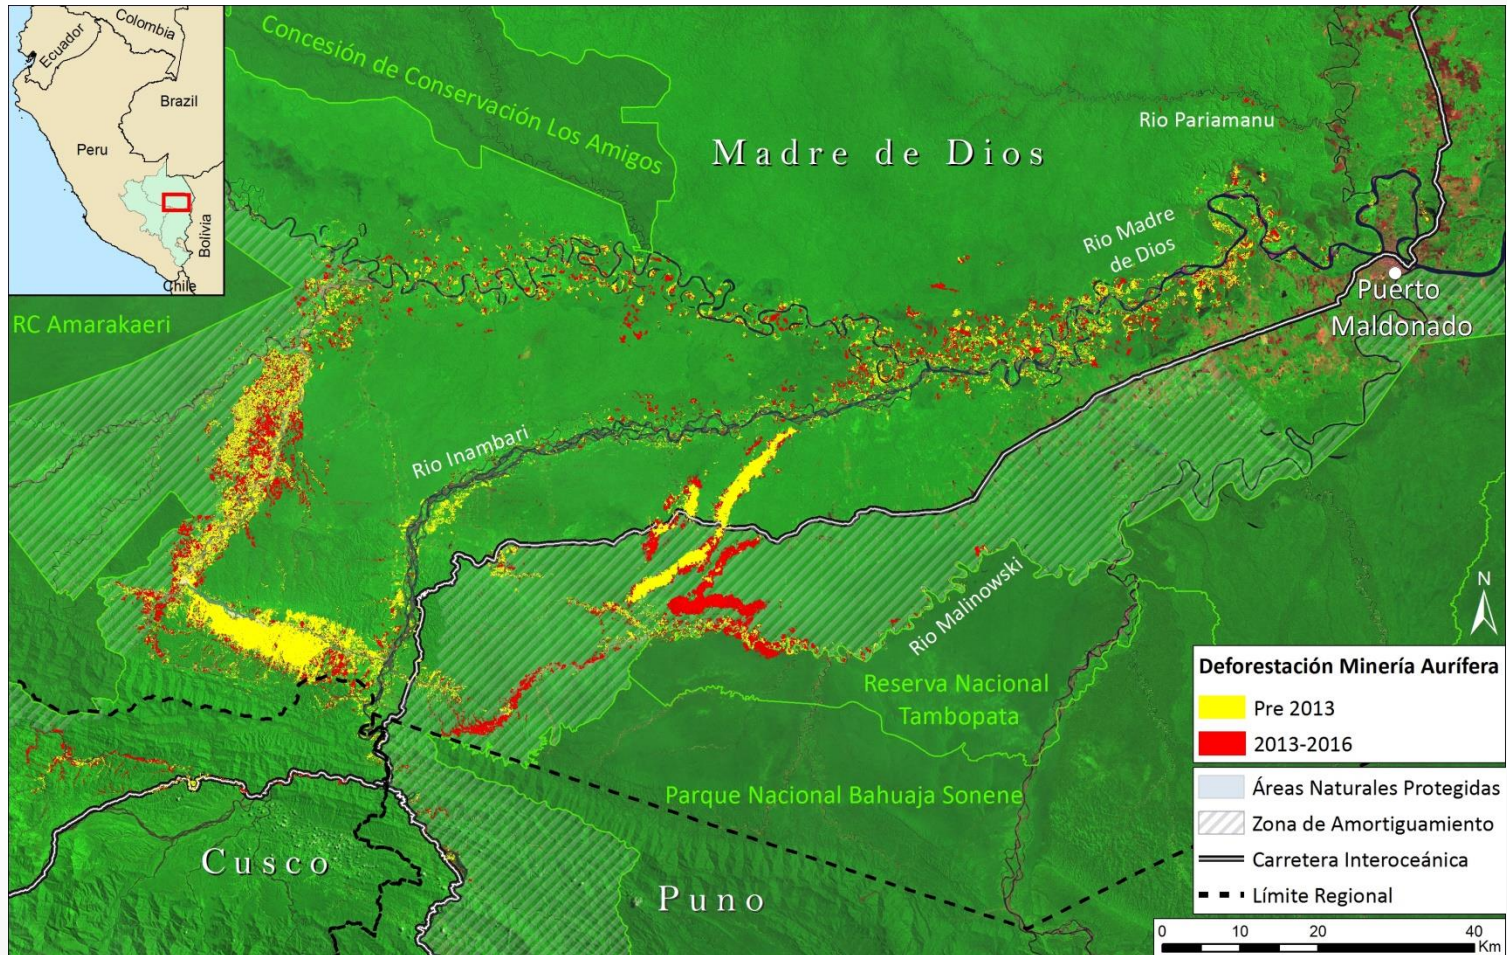 Colombia
Ecuador
Brazil
Peru
Bolivia
Chile
Concesión de Conservación Los Amigos
Madre de Dios
Rio Pariamanu
Rio Madre
de Dios
Puerto
Maldonado
RC Amarakaeri
Rio Inambari
Rio Malinowski
Reserva Nacional
Tambopata
Parque Nacional Bahuaja Sonene
Cusco
Puno
N
Deforestación Minería Aurífera
Pre 2013
2013-2016
Áreas Naturales Protegidas
Zona de Amortiguamiento
Carretera Interoceánica
Límite Regional
0 10 20 40
Km